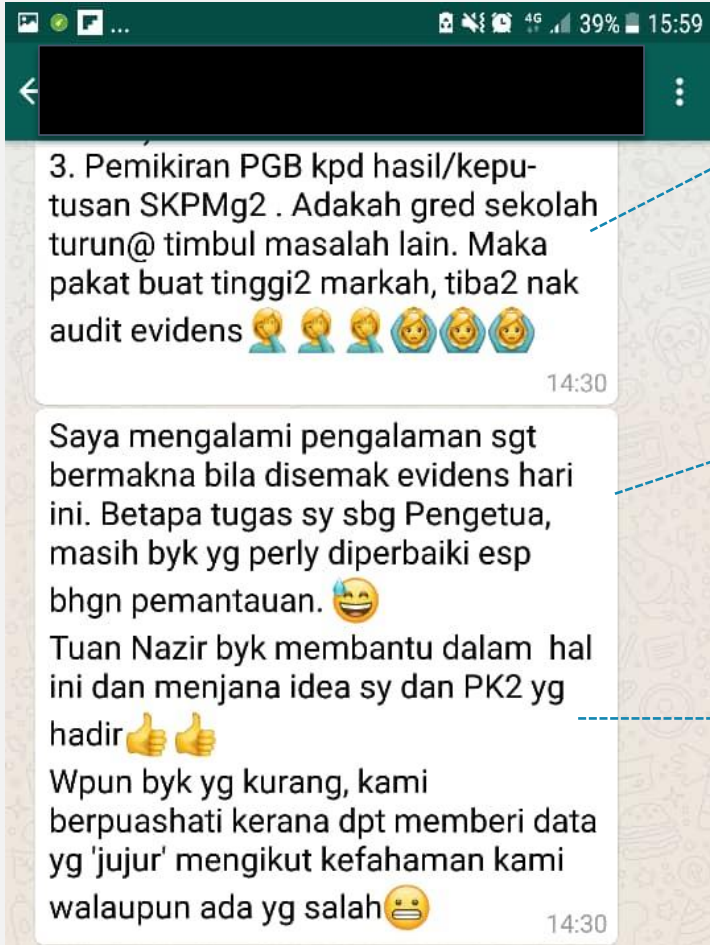 ... 4G 39% 15:59
3. Pemikiran PGB kpd hasil/kepu-
tusan SKPMg2 . Adakah gred sekolah
turun@ timbul masalah lain. Maka
pakat buat tinggi2 markah, tiba2 nak
audit evidens 🤦‍♀️ 🤦‍♀️ 🤦‍♀️ 🙆‍♀️ 🙆‍♀️ 🙆‍♀️
14:30
Saya mengalami pengalaman sgt
bermakna bila disemak evidens hari
ini. Betapa tugas sy sbg Pengetua,
masih byk yg perly diperbaiki esp
bhgn pemantauan. 😅
Tuan Nazir byk membantu dalam hal
ini dan menjana idea sy dan PK2 yg
hadir👍👍
Wpun byk yg kurang, kami
berpuashati kerana dpt memberi data
yg 'jujur' mengikut kefahaman kami
walaupun ada yg salah😬
14:30